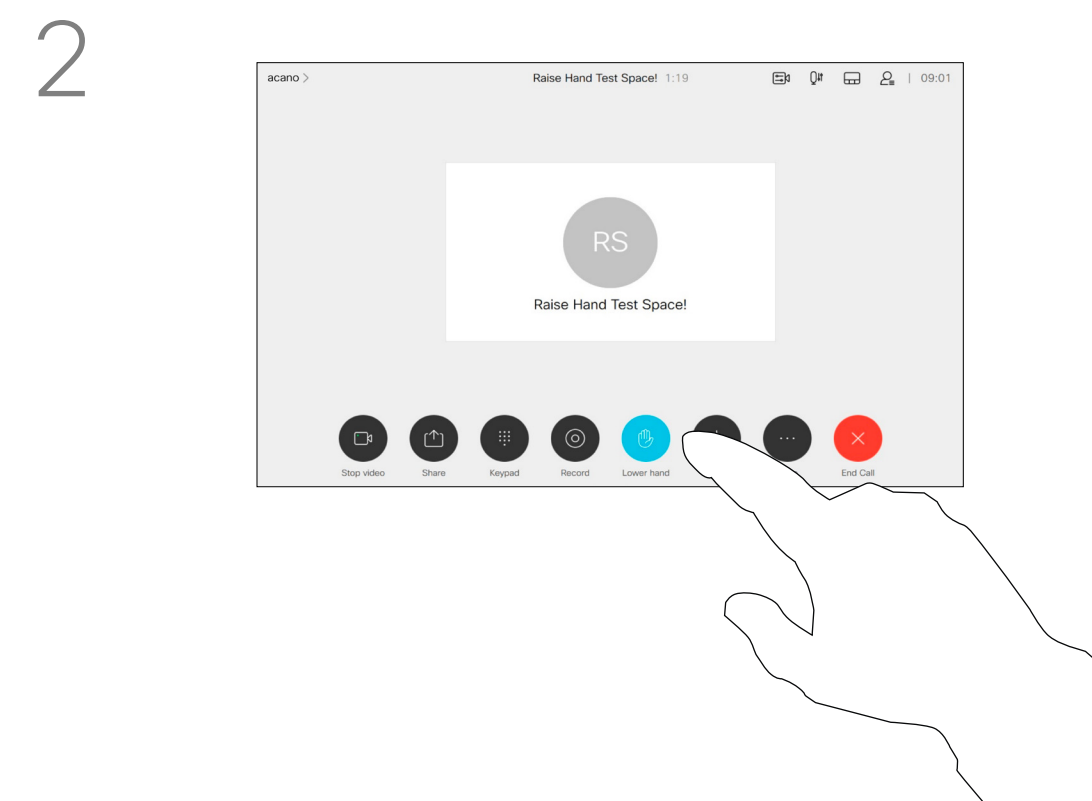 2
acano >
Raise Hand Test Space! 1:19
| 09:01
RS
Raise Hand Test Space!
Stop video
Share
Keypad
Record
Lower hand
End Call